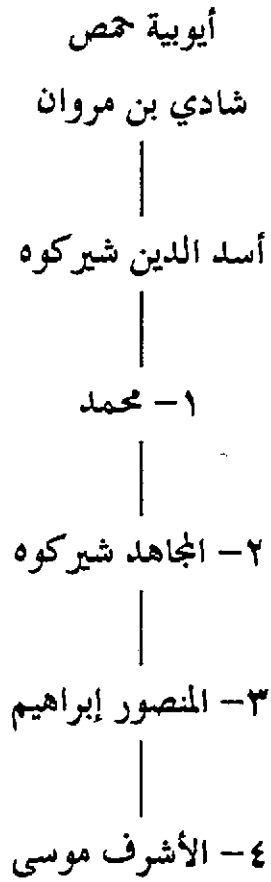 أيوبية حمص
شادي بن مروان
أسد الدين شيركوه
١– محمد
٢– المجاهد شيركوه
٣– المنصور إبراهيم
٤– الأشرف موسى